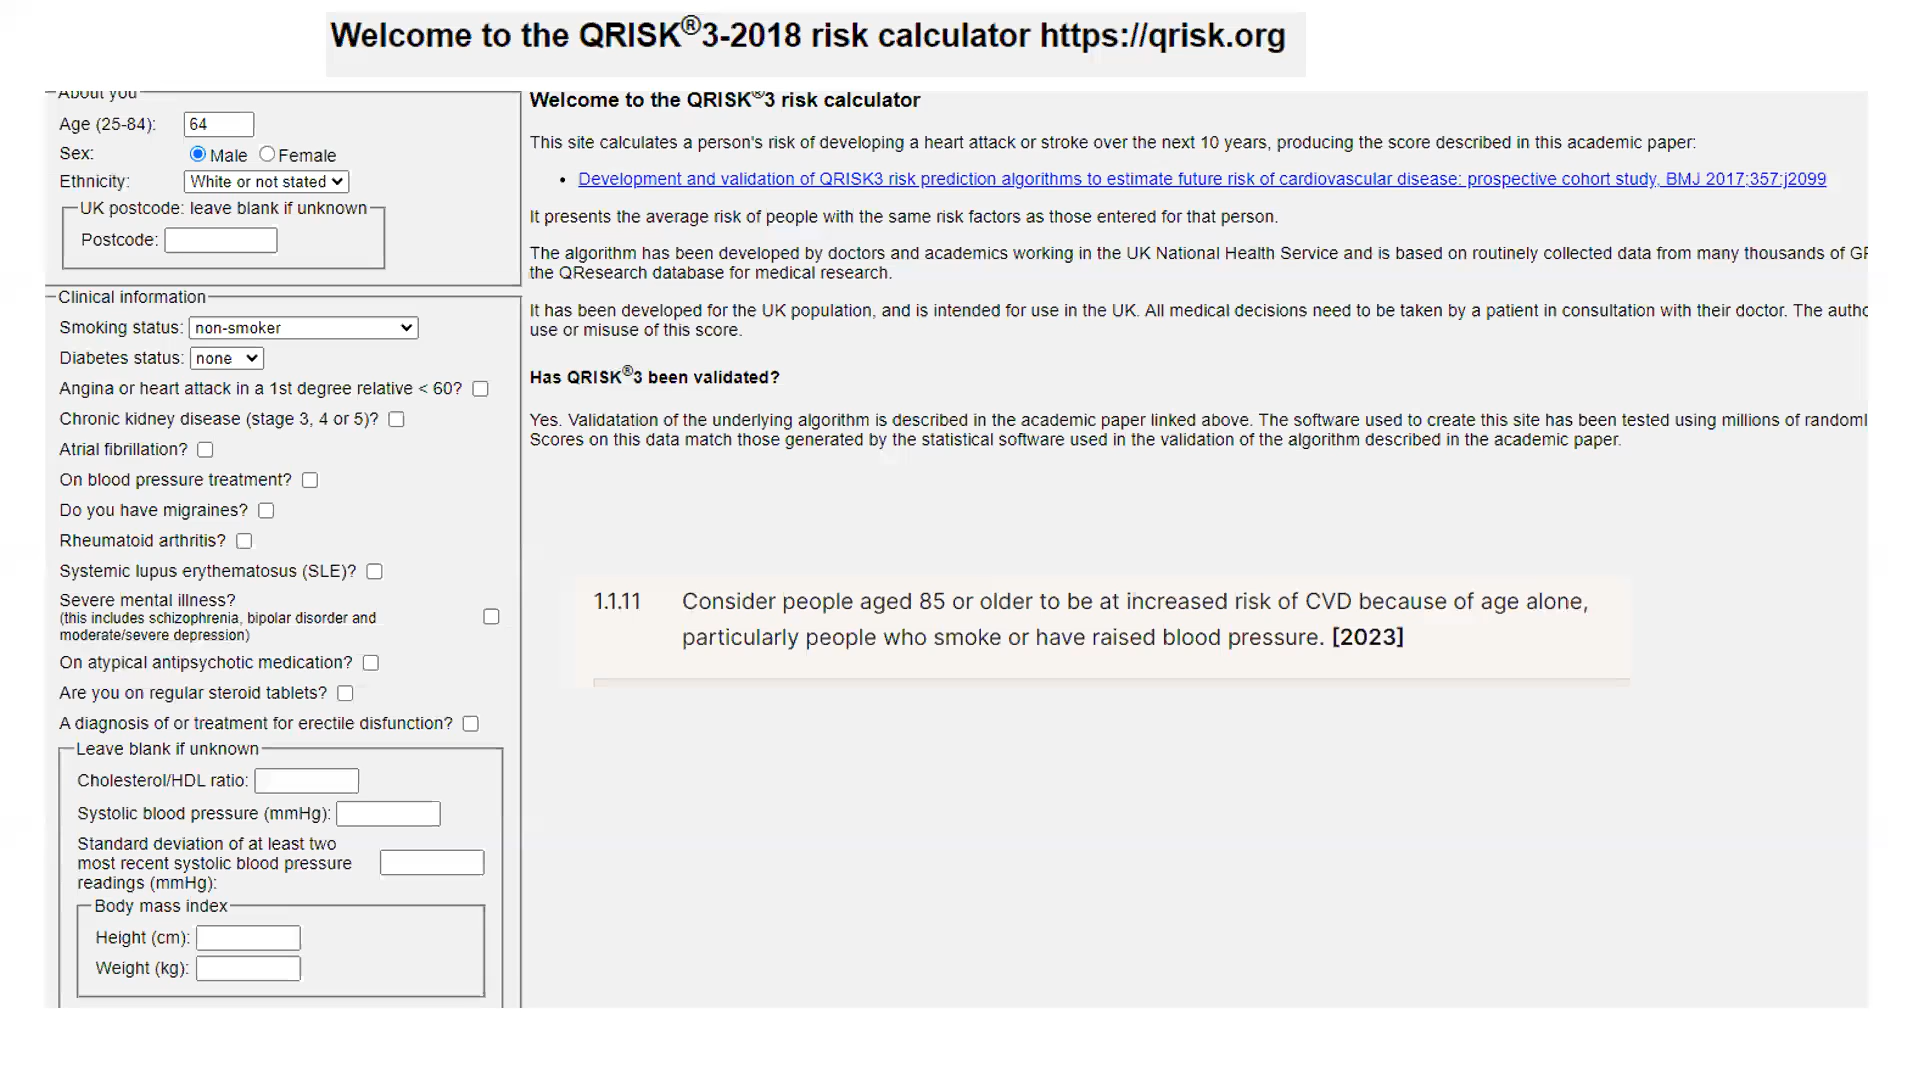 Welcome to the QRISK®3-2018 risk calculator https://qrisk.org
About you
Age (25-84): 64
Sex: Male Female
Ethnicity: White or not stated
UK postcode: leave blank if unknown
Postcode:
Clinical information
Smoking status: non-smoker
Diabetes status: none
Angina or heart attack in a 1st degree relative < 60?
Chronic kidney disease (stage 3, 4 or 5)?
Atrial fibrillation?
On blood pressure treatment?
Do you have migraines?
Rheumatoid arthritis?
Systemic lupus erythematosus (SLE)?
Severe mental illness?
(this includes schizophrenia, bipolar disorder and
moderate/severe depression)
On atypical antipsychotic medication?
Are you on regular steroid tablets?
A diagnosis of or treatment for erectile disfunction?
Leave blank if unknown
Cholesterol/HDL ratio:
Systolic blood pressure (mmHg):
Standard deviation of at least two
most recent systolic blood pressure
readings (mmHg):
Body mass index
Height (cm):
Weight (kg):
Welcome to the QRISK®3 risk calculator
This site calculates a person's risk of developing a heart attack or stroke over the next 10 years, producing the score described in this academic paper:
• Development and validation of QRISK3 risk prediction algorithms to estimate future risk of cardiovascular disease: prospective cohort study, BMJ 2017;357:j2099
It presents the average risk of people with the same risk factors as those entered for that person.
The algorithm has been developed by doctors and academics working in the UK National Health Service and is based on routinely collected data from many thousands of
the QResearch database for medical research.
It has been developed for the UK population, and is intended for use in the UK. All medical decisions need to be taken by a patient in consultation with their doctor. The
use or misuse of this score.
Has QRISK®3 been validated?
Yes. Validatation of the underlying algorithm is described in the academic paper linked above. The software used to create this site has been tested using millions of
Scores on this data match those generated by the statistical software used in the validation of the algorithm described in the academic paper.
1.1.11 Consider people aged 85 or older to be at increased risk of CVD because of age alone,
particularly people who smoke or have raised blood pressure. [2023]